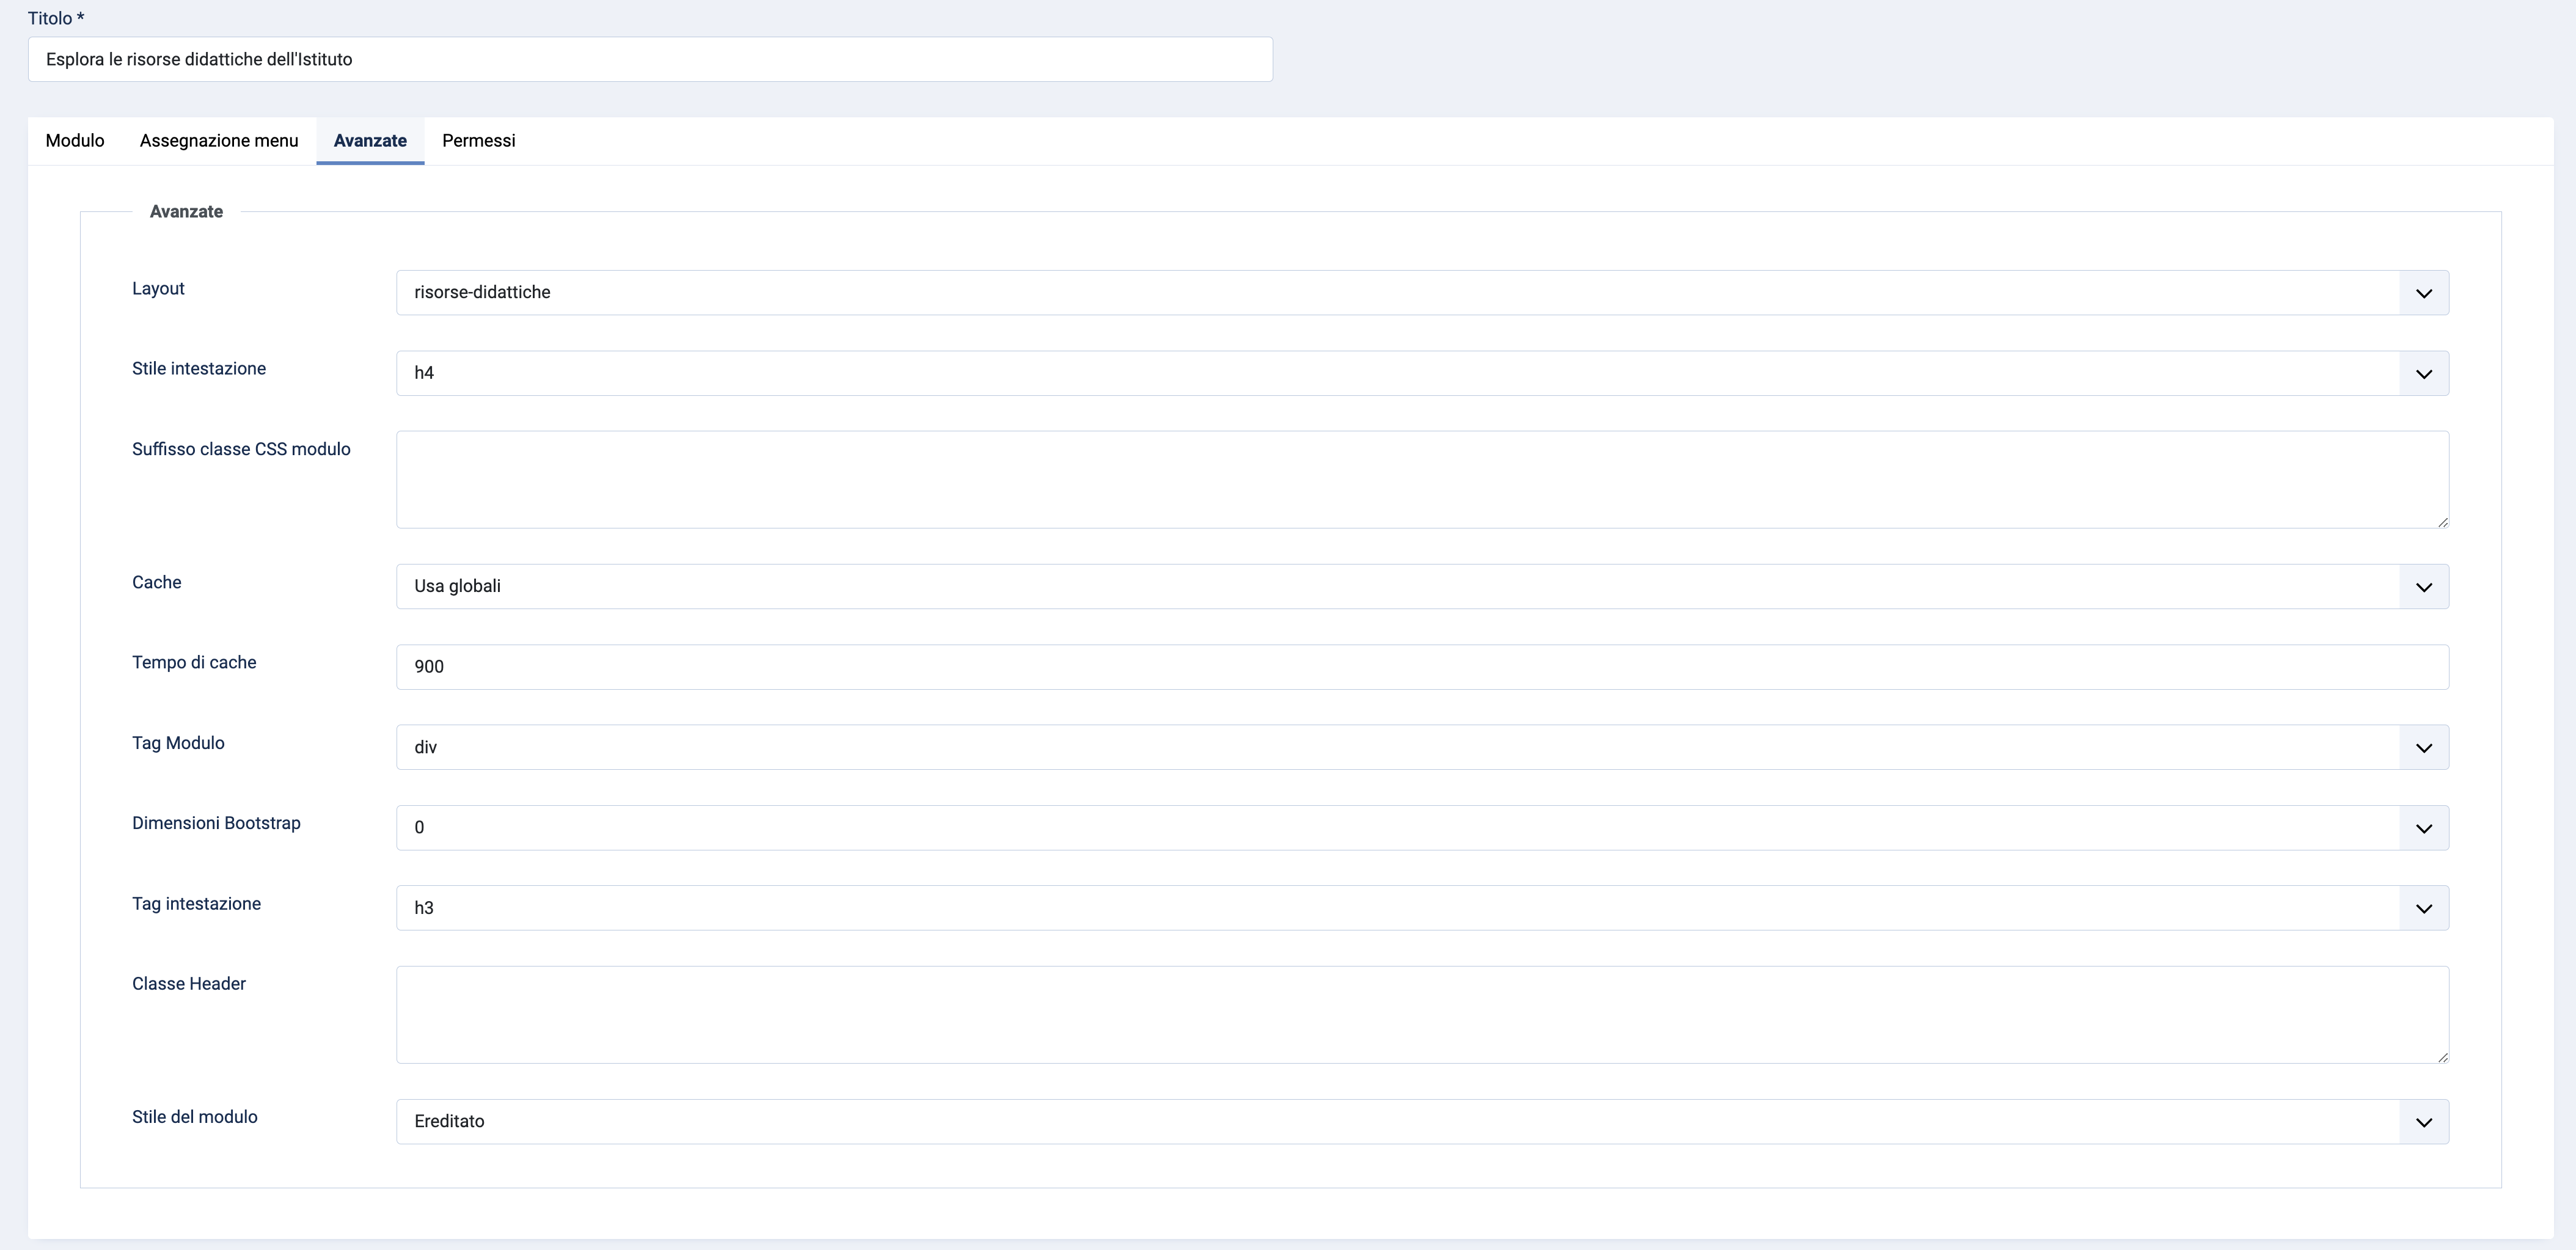 Titolo *
Esplora le risorse didattiche dell'Istituto
Modulo Assegnazione menu Avanzate Permessi
Avanzate
Layout risorse-didattiche
Stile intestazione h4
Suffisso classe CSS modulo
Cache Usa globali
Tempo di cache 900
Tag Modulo div
Dimensioni Bootstrap 0
Tag intestazione h3
Classe Header
Stile del modulo Ereditato